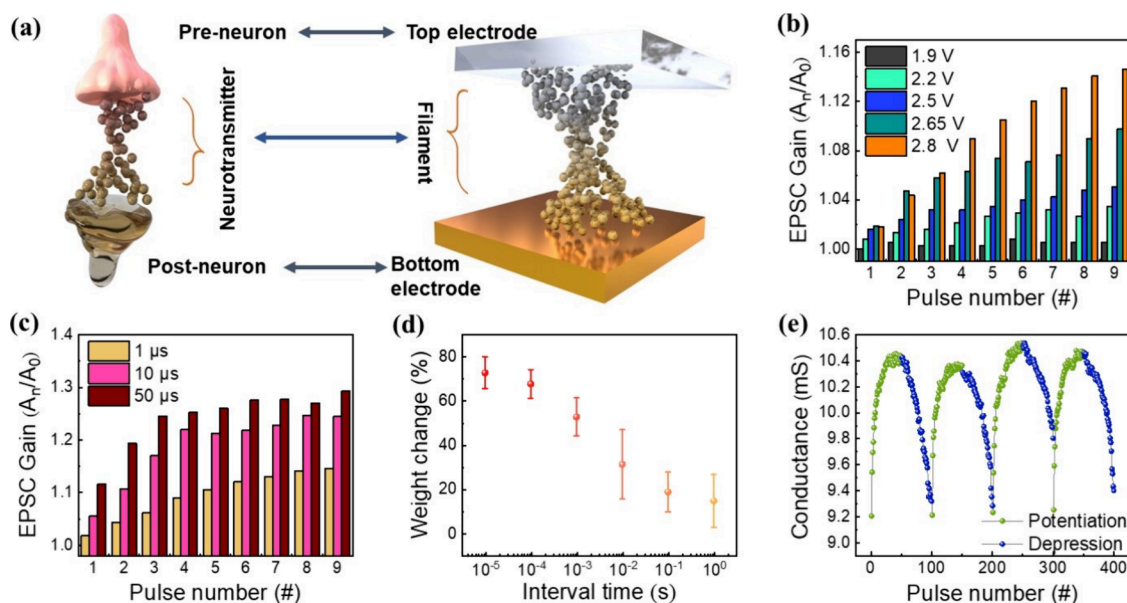 (a)
Pre-neuron
Top electrode
Neurotransmitter
Filament
Post-neuron
Bottom
electrode
(b)
EPSC Gain (Aₙ/A₀)
1.16
1.12
1.08
1.04
1.00
1.9 V
2.2 V
2.5 V
2.65 V
2.8 V
1 2 3 4 5 6 7 8 9
Pulse number (#)
(c)
EPSC Gain (Aₙ/A₀)
1.4
1.3
1.2
1.1
1.0
1 μs
10 μs
50 μs
1 2 3 4 5 6 7 8 9
Pulse number (#)
(d)
Weight change (%)
80
60
40
20
0
10⁻⁵ 10⁻⁴ 10⁻³ 10⁻² 10⁻¹ 10⁰
Interval time (s)
(e)
Conductance (mS)
10.6
10.4
10.2
10.0
9.8
9.6
9.4
9.2
9.0
Potentiation
Depression
0 100 200 300 400
Pulse number (#)